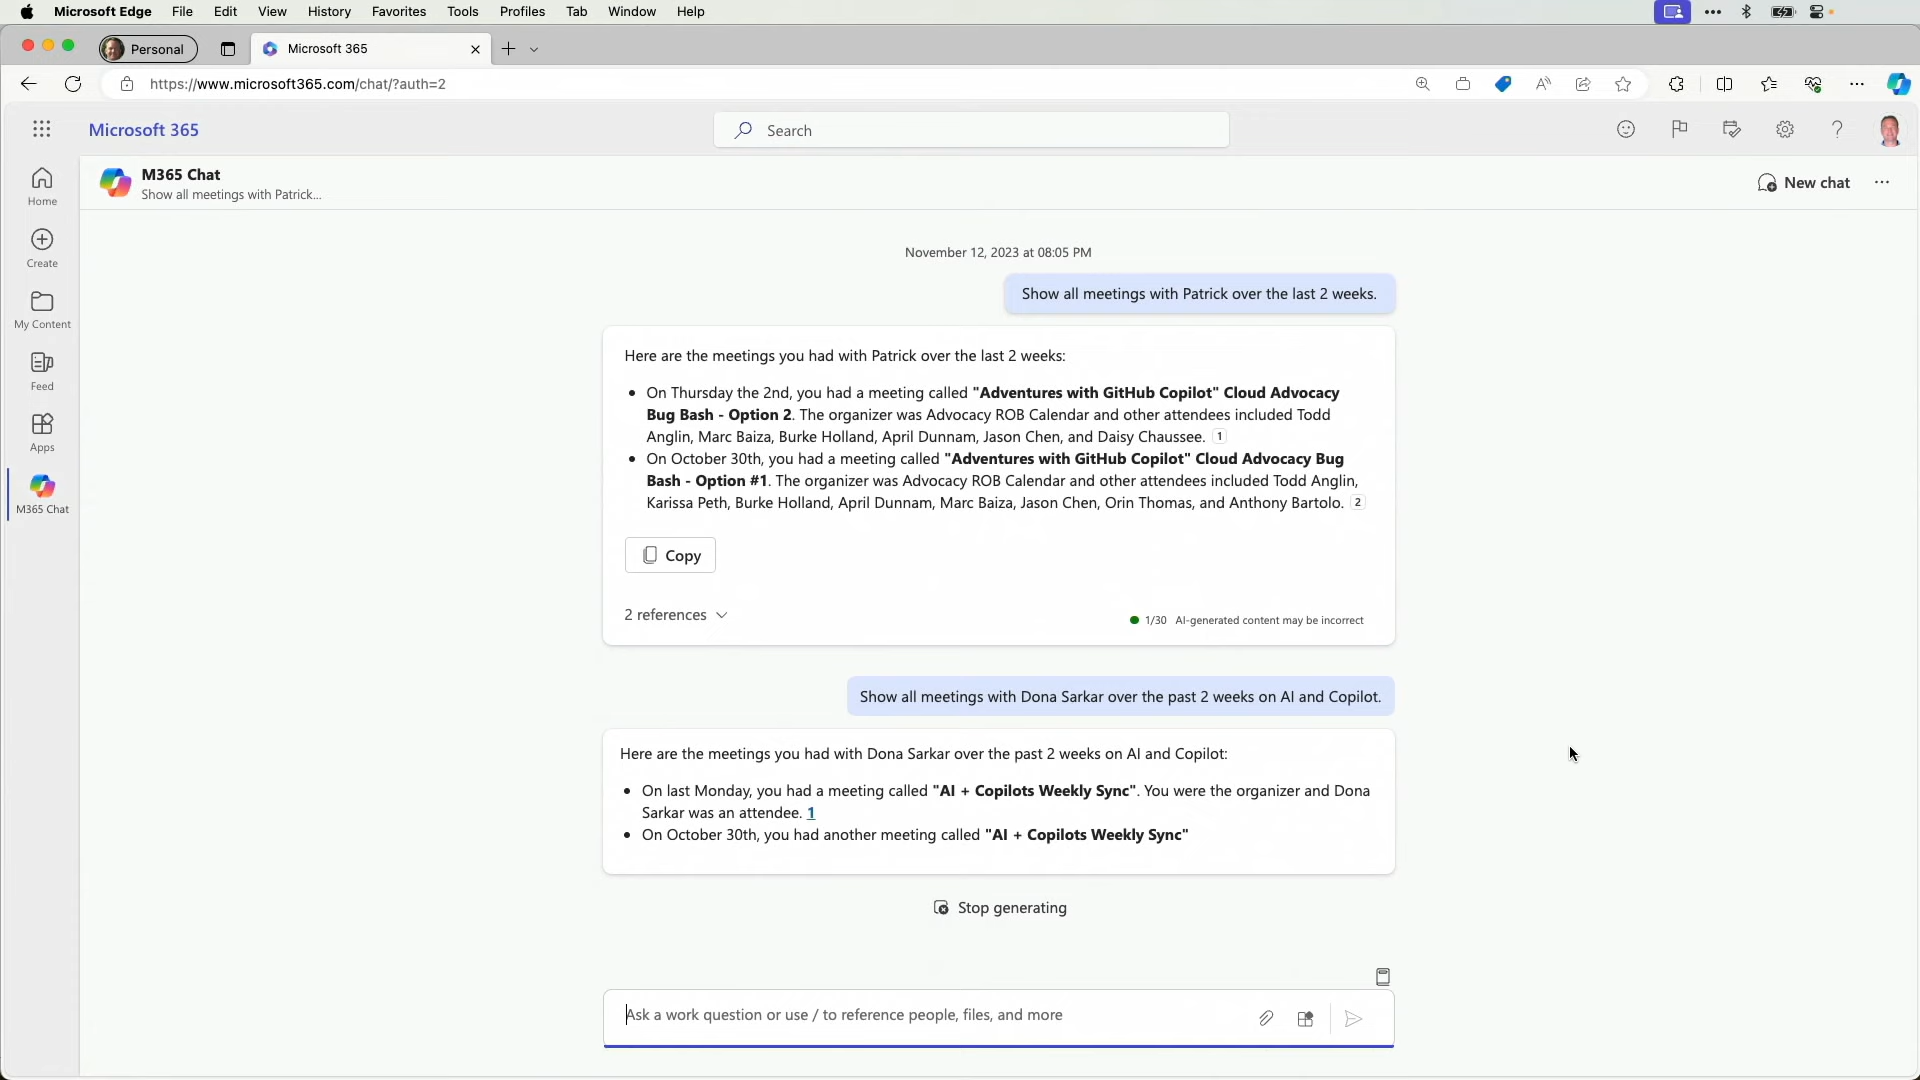 Microsoft Edge File Edit View History Favorites Tools Profiles Tab Window Help
Personal
Microsoft 365
https://www.microsoft365.com/chat/?auth=2
Microsoft 365
Search
M365 Chat
Show all meetings with Patrick...
New chat
Home
Create
My Content
Feed
Apps
M365 Chat
November 12, 2023 at 08:05 PM
Show all meetings with Patrick over the last 2 weeks.
Here are the meetings you had with Patrick over the last 2 weeks:
• On Thursday the 2nd, you had a meeting called "Adventures with GitHub Copilot" Cloud Advocacy
Bug Bash - Option 2. The organizer was Advocacy ROB Calendar and other attendees included Todd
Anglin, Marc Baiza, Burke Holland, April Dunnam, Jason Chen, and Daisy Chaussee. 1
• On October 30th, you had a meeting called "Adventures with GitHub Copilot" Cloud Advocacy Bug
Bash - Option #1. The organizer was Advocacy ROB Calendar and other attendees included Todd Anglin,
Karissa Peth, Burke Holland, April Dunnam, Marc Baiza, Jason Chen, Orin Thomas, and Anthony Bartolo. 2
Copy
2 references
1/30 AI-generated content may be incorrect
Show all meetings with Dona Sarkar over the past 2 weeks on AI and Copilot.
Here are the meetings you had with Dona Sarkar over the past 2 weeks on AI and Copilot:
• On last Monday, you had a meeting called "AI + Copilots Weekly Sync". You were the organizer and Dona
Sarkar was an attendee. 1
• On October 30th, you had another meeting called "AI + Copilots Weekly Sync"
Stop generating
Ask a work question or use / to reference people, files, and more